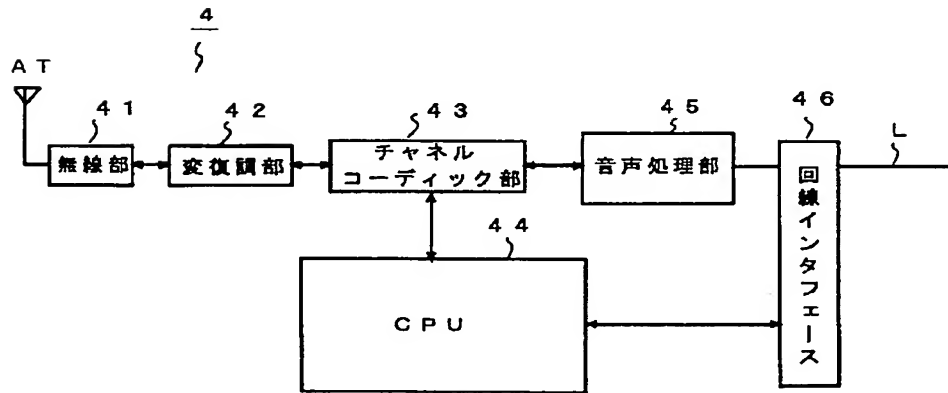 4
AT
41
42
43
45
46
L
無線部
変復調部
チャネル
コーディック部
音声処理部
回線インタフェース
44
CPU